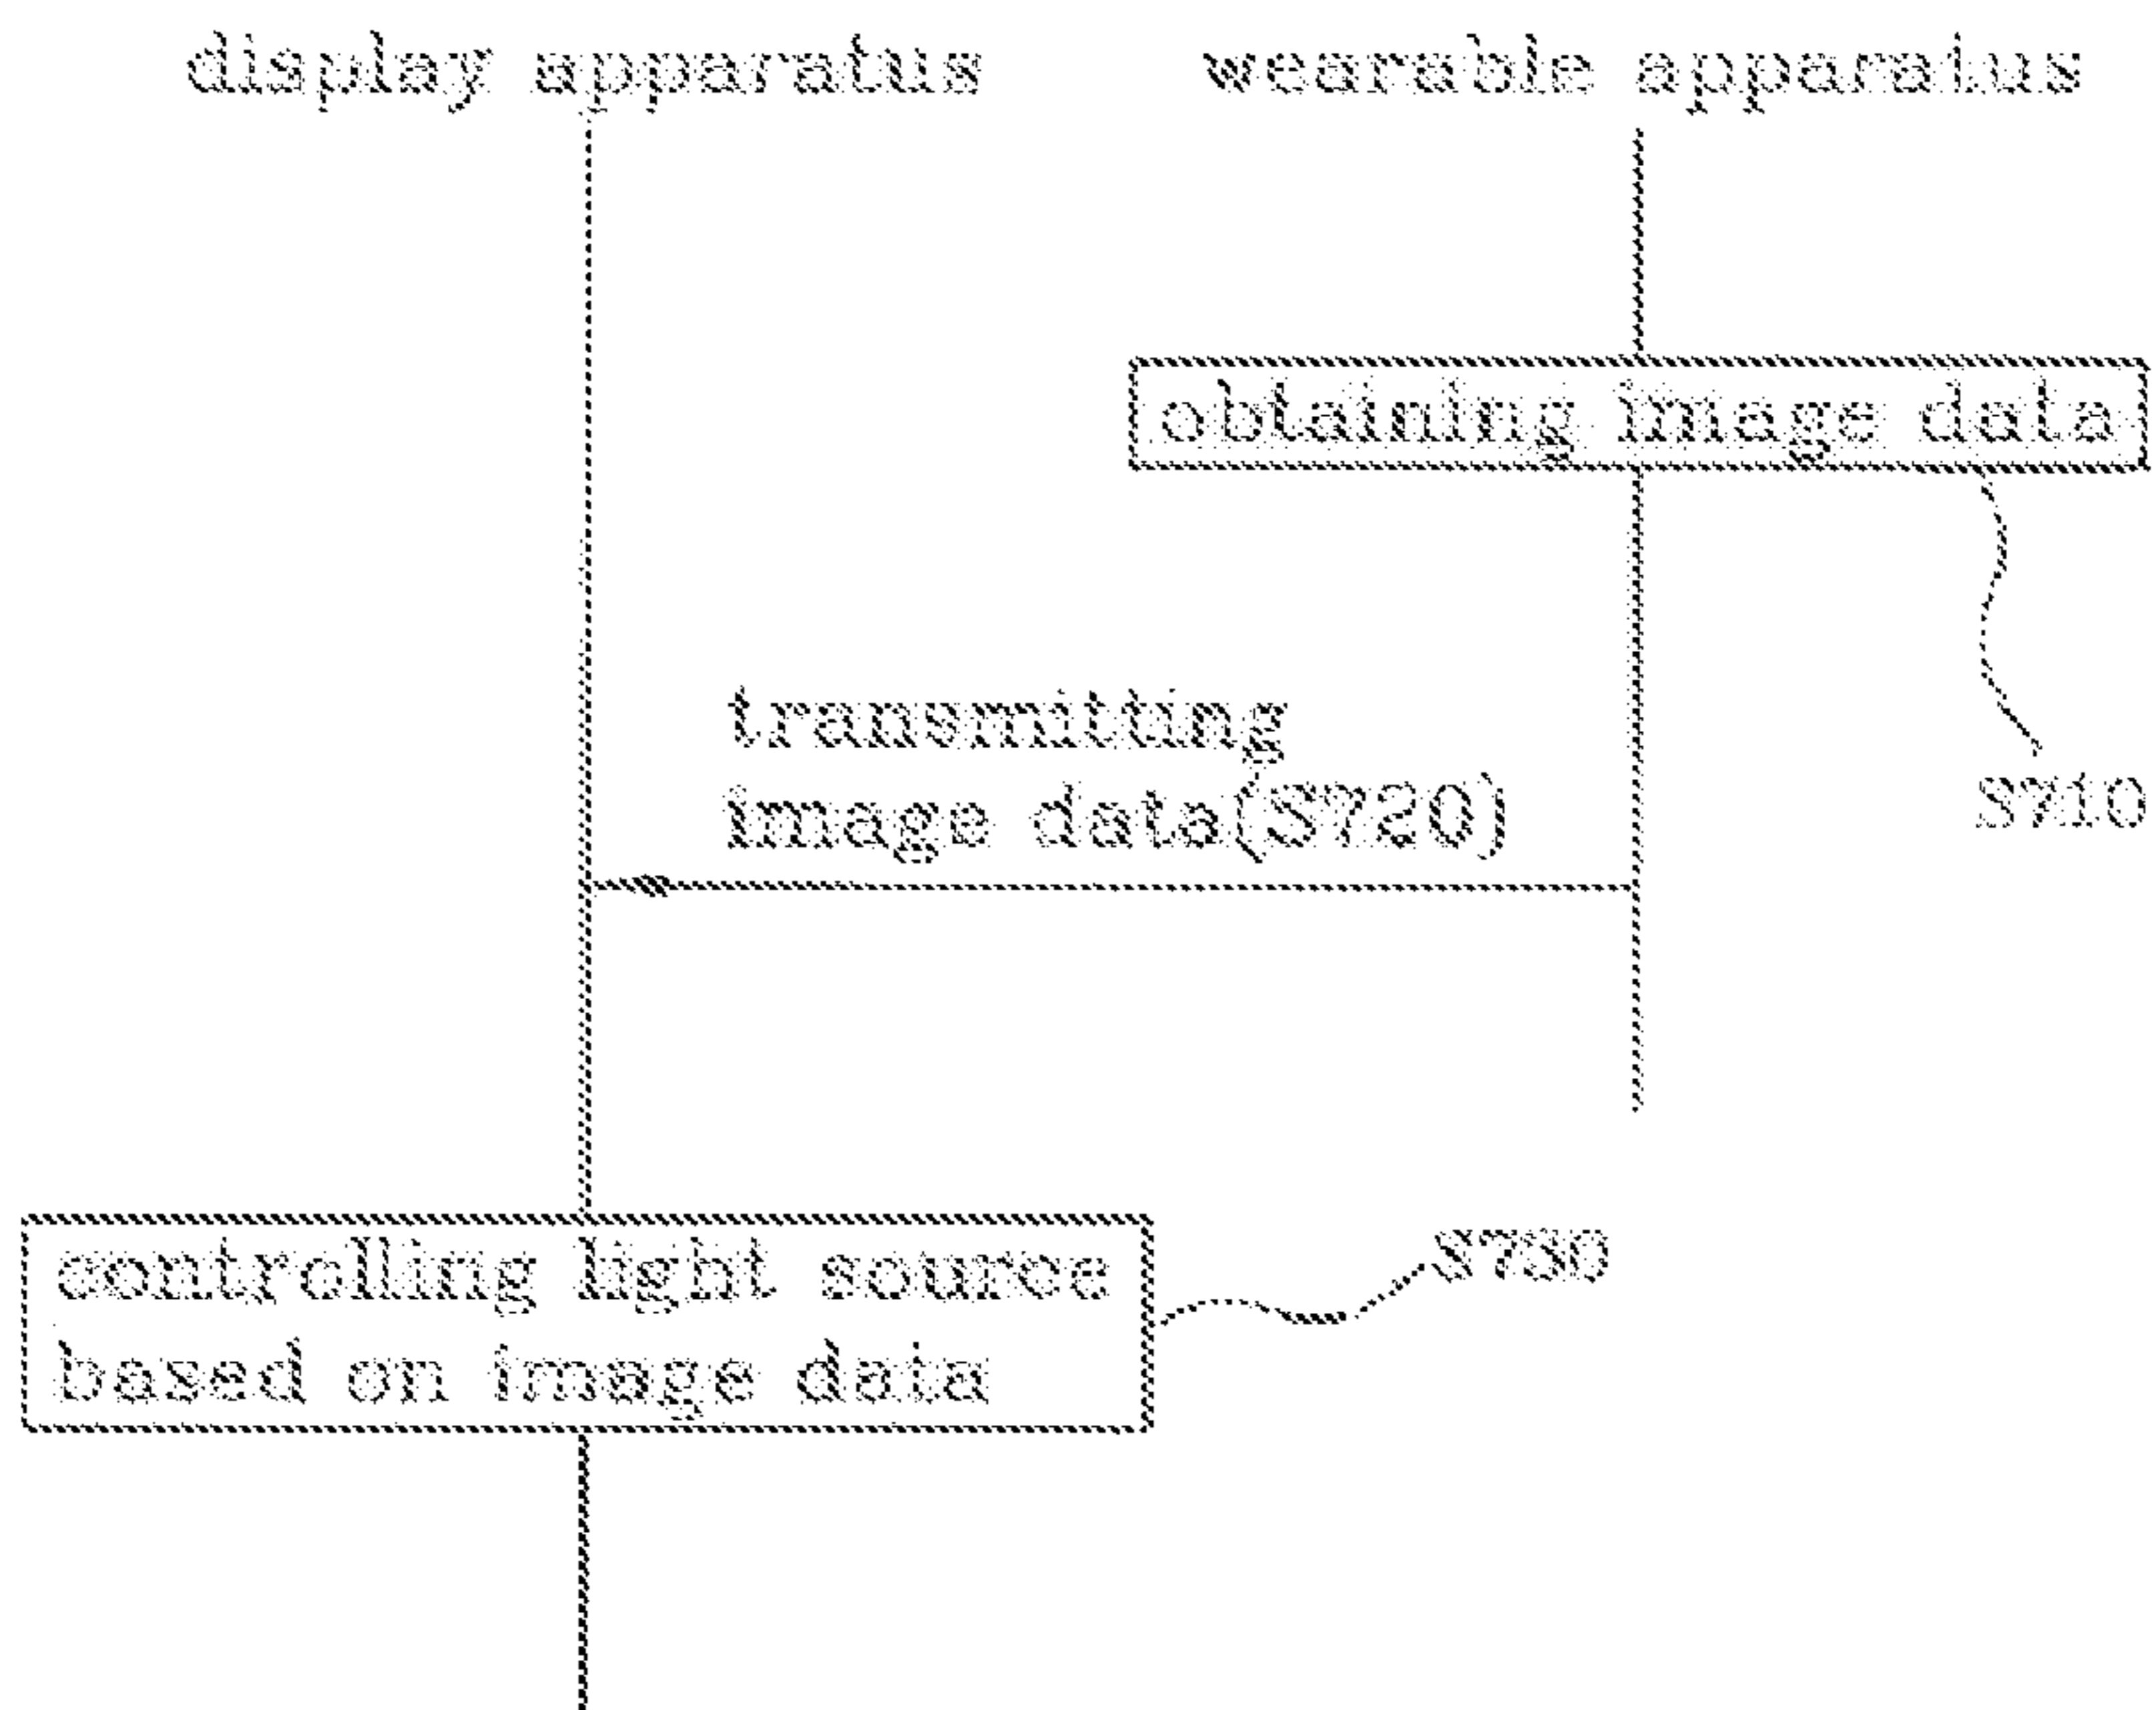 display apparatus
wearable apparatus
obtaining image data
transmitting
image data(S720)
S710
controlling light source
based on image data
S730